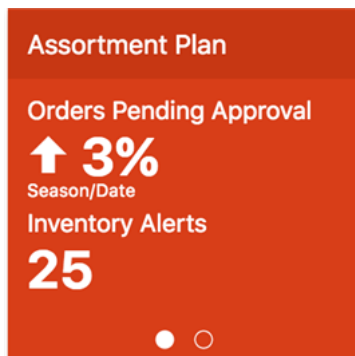 Assortment Plan
Orders Pending Approval
3%
Season/Date
Inventory Alerts
25